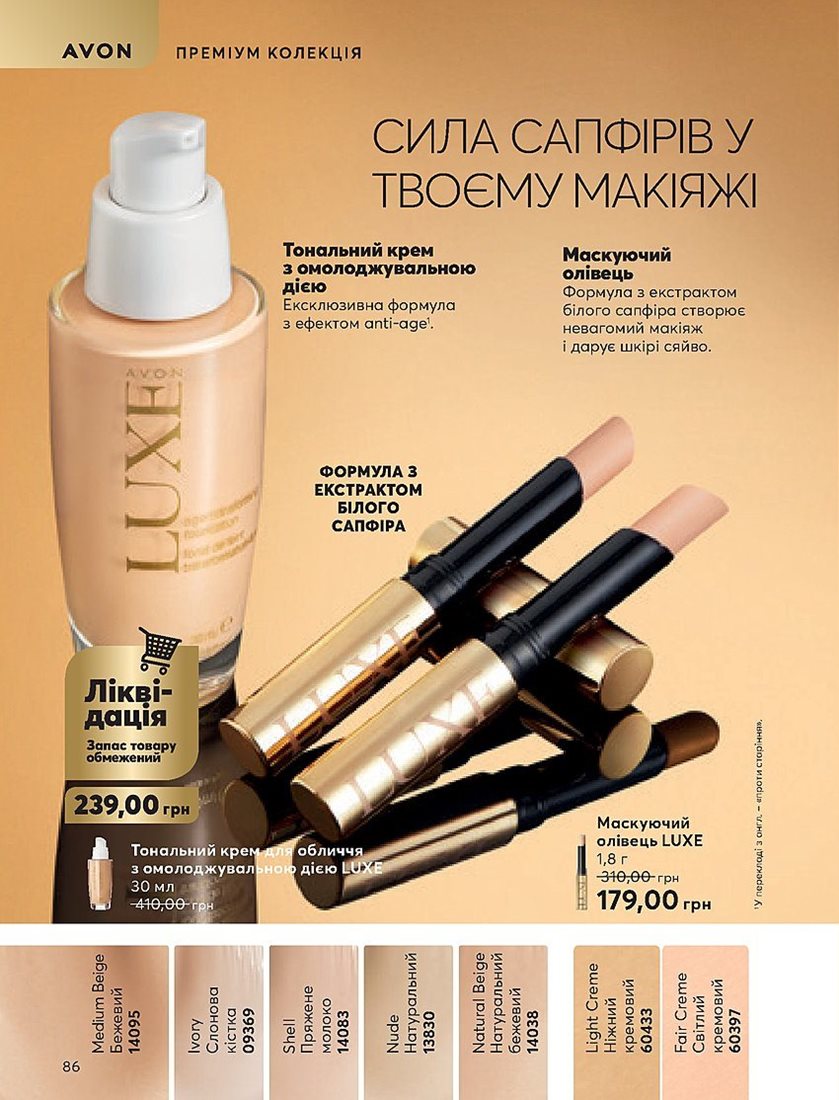 AVON
ПРЕМІУМ КОЛЕКЦІЯ
СИЛА САПФІРІВ У
ТВОЄМУ МАКІЯЖІ
Тональний крем
з омолоджувальною
дією
Ексклюзивна формула
з ефектом anti-age¹.
Маскуючий
олівець
Формула з екстрактом
білого сапфіра створює
невагомий макіяж
і дарує шкірі сяйво.
AVON
LUXE
ФОРМУЛА З
ЕКСТРАКТОМ
БІЛОГО
САПФІРА
LUXE
LUXE
Лікві-
дація
Запас товару
обмежений
239,00 грн
Тональний крем для обличчя
з омолоджувальною дією LUXE
30 мл
410,00 грн
Маскуючий
олівець LUXE
1,8 г
310,00 грн
179,00 грн
¹У перекладі з англ. – «проти старіння».
Medium Beige
Бежевий
14095
Ivory
Слонова
кістка
09369
Shell
Пряжене
молоко
14083
Nude
Натуральний
13830
Natural Beige
Натуральний
бежевий
14038
Light Creme
Ніжний
кремовий
60433
Fair Creme
Світлий
кремовий
60397
86